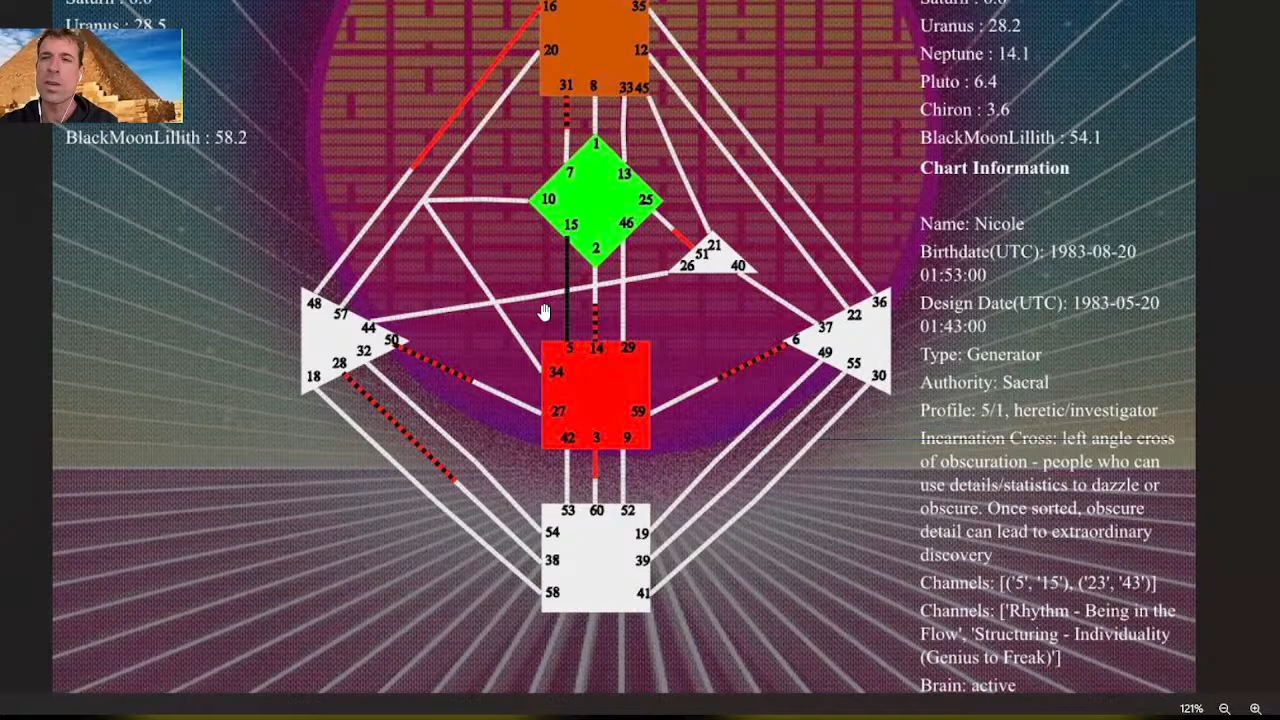 Saturn : 0.0
Uranus : 28.5
BlackMoonLillith : 58.2
16 35
20 12
31 8 33 45
1
7 13
10 25
15 46
2
21
51
26 40
48
57
44
50
32
28
18
36
22
37
6
49
55
30
5 14 29
34
27 59
42 3 9
53 60 52
54 19
38 39
58 41
Uranus : 28.2
Neptune : 14.1
Pluto : 6.4
Chiron : 3.6
BlackMoonLillith : 54.1
Chart Information
Name: Nicole
Birthdate(UTC): 1983-08-20
01:53:00
Design Date(UTC): 1983-05-20
01:43:00
Type: Generator
Authority: Sacral
Profile: 5/1, heretic/investigator
Incarnation Cross: left angle cross
of obscuration - people who can
use details/statistics to dazzle or
obscure. Once sorted, obscure
detail can lead to extraordinary
discovery
Channels: [('5', '15'), ('23', '43')]
Channels: ['Rhythm - Being in the
Flow', 'Structuring - Individuality
(Genius to Freak)']
Brain: active
121%